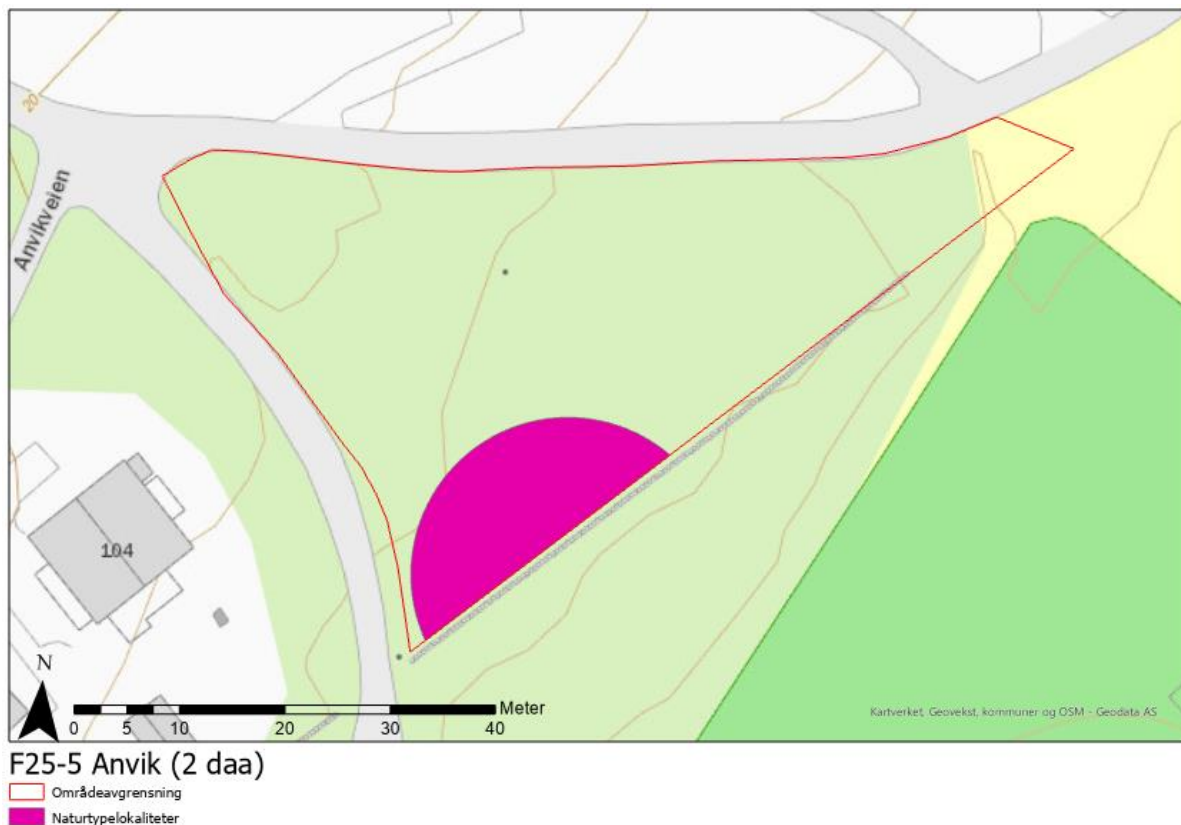 20
Anvikveien
104
N
Meter
0 5 10 20 30 40
Kartverket, Geovekst, kommuner og OSM - Geodata AS
F25-5 Anvik (2 daa)
Områdeavgrensning
Naturtypelokaliteter